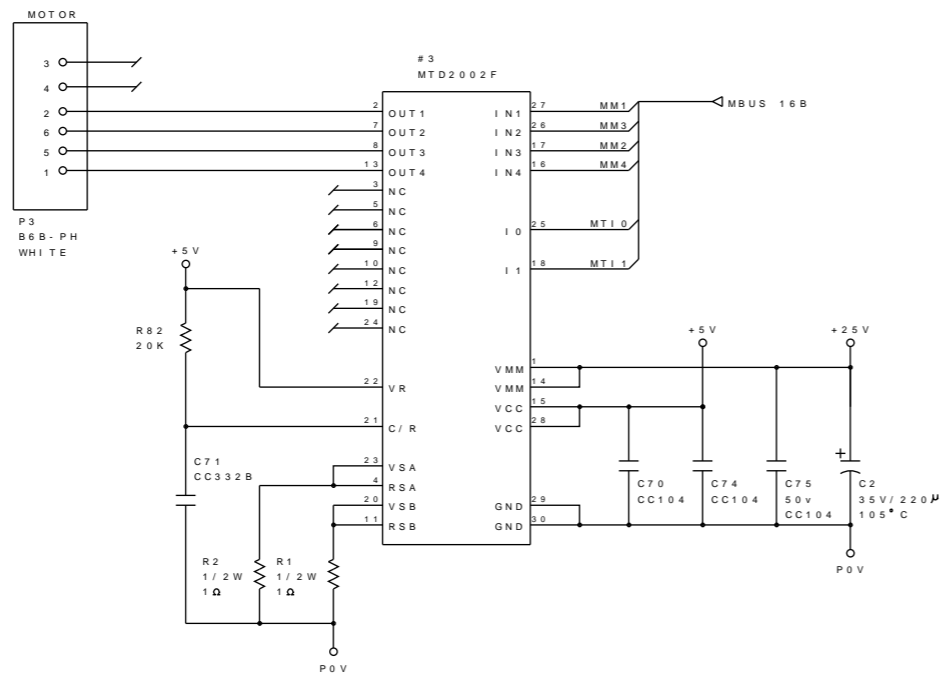 MOTOR
3
4
2
6
5
1
P3
B6B-PH
WHITE
#3
MTD2002F
2 OUT1
7 OUT2
8 OUT3
13 OUT4
3 NC
5 NC
6 NC
9 NC
10 NC
12 NC
19 NC
24 NC
22 VR
21 C/R
23 VSA
4 RSA
20 VSB
11 RSB
IN1 27 MM1
IN2 26 MM3
IN3 17 MM2
IN4 16 MM4
I0 25 MTI0
I1 18 MTI1
MBUS 16B
VMM 1
VMM 14
VCC 15
VCC 28
GND 29
GND 30
+5V
R82
20K
C71
CC332B
R2
1/2W
1Ω
R1
1/2W
1Ω
P0V
+5V
+25V
C70
CC104
C74
CC104
C75
50v
CC104
+
C2
35V/220μ
105°C
P0V